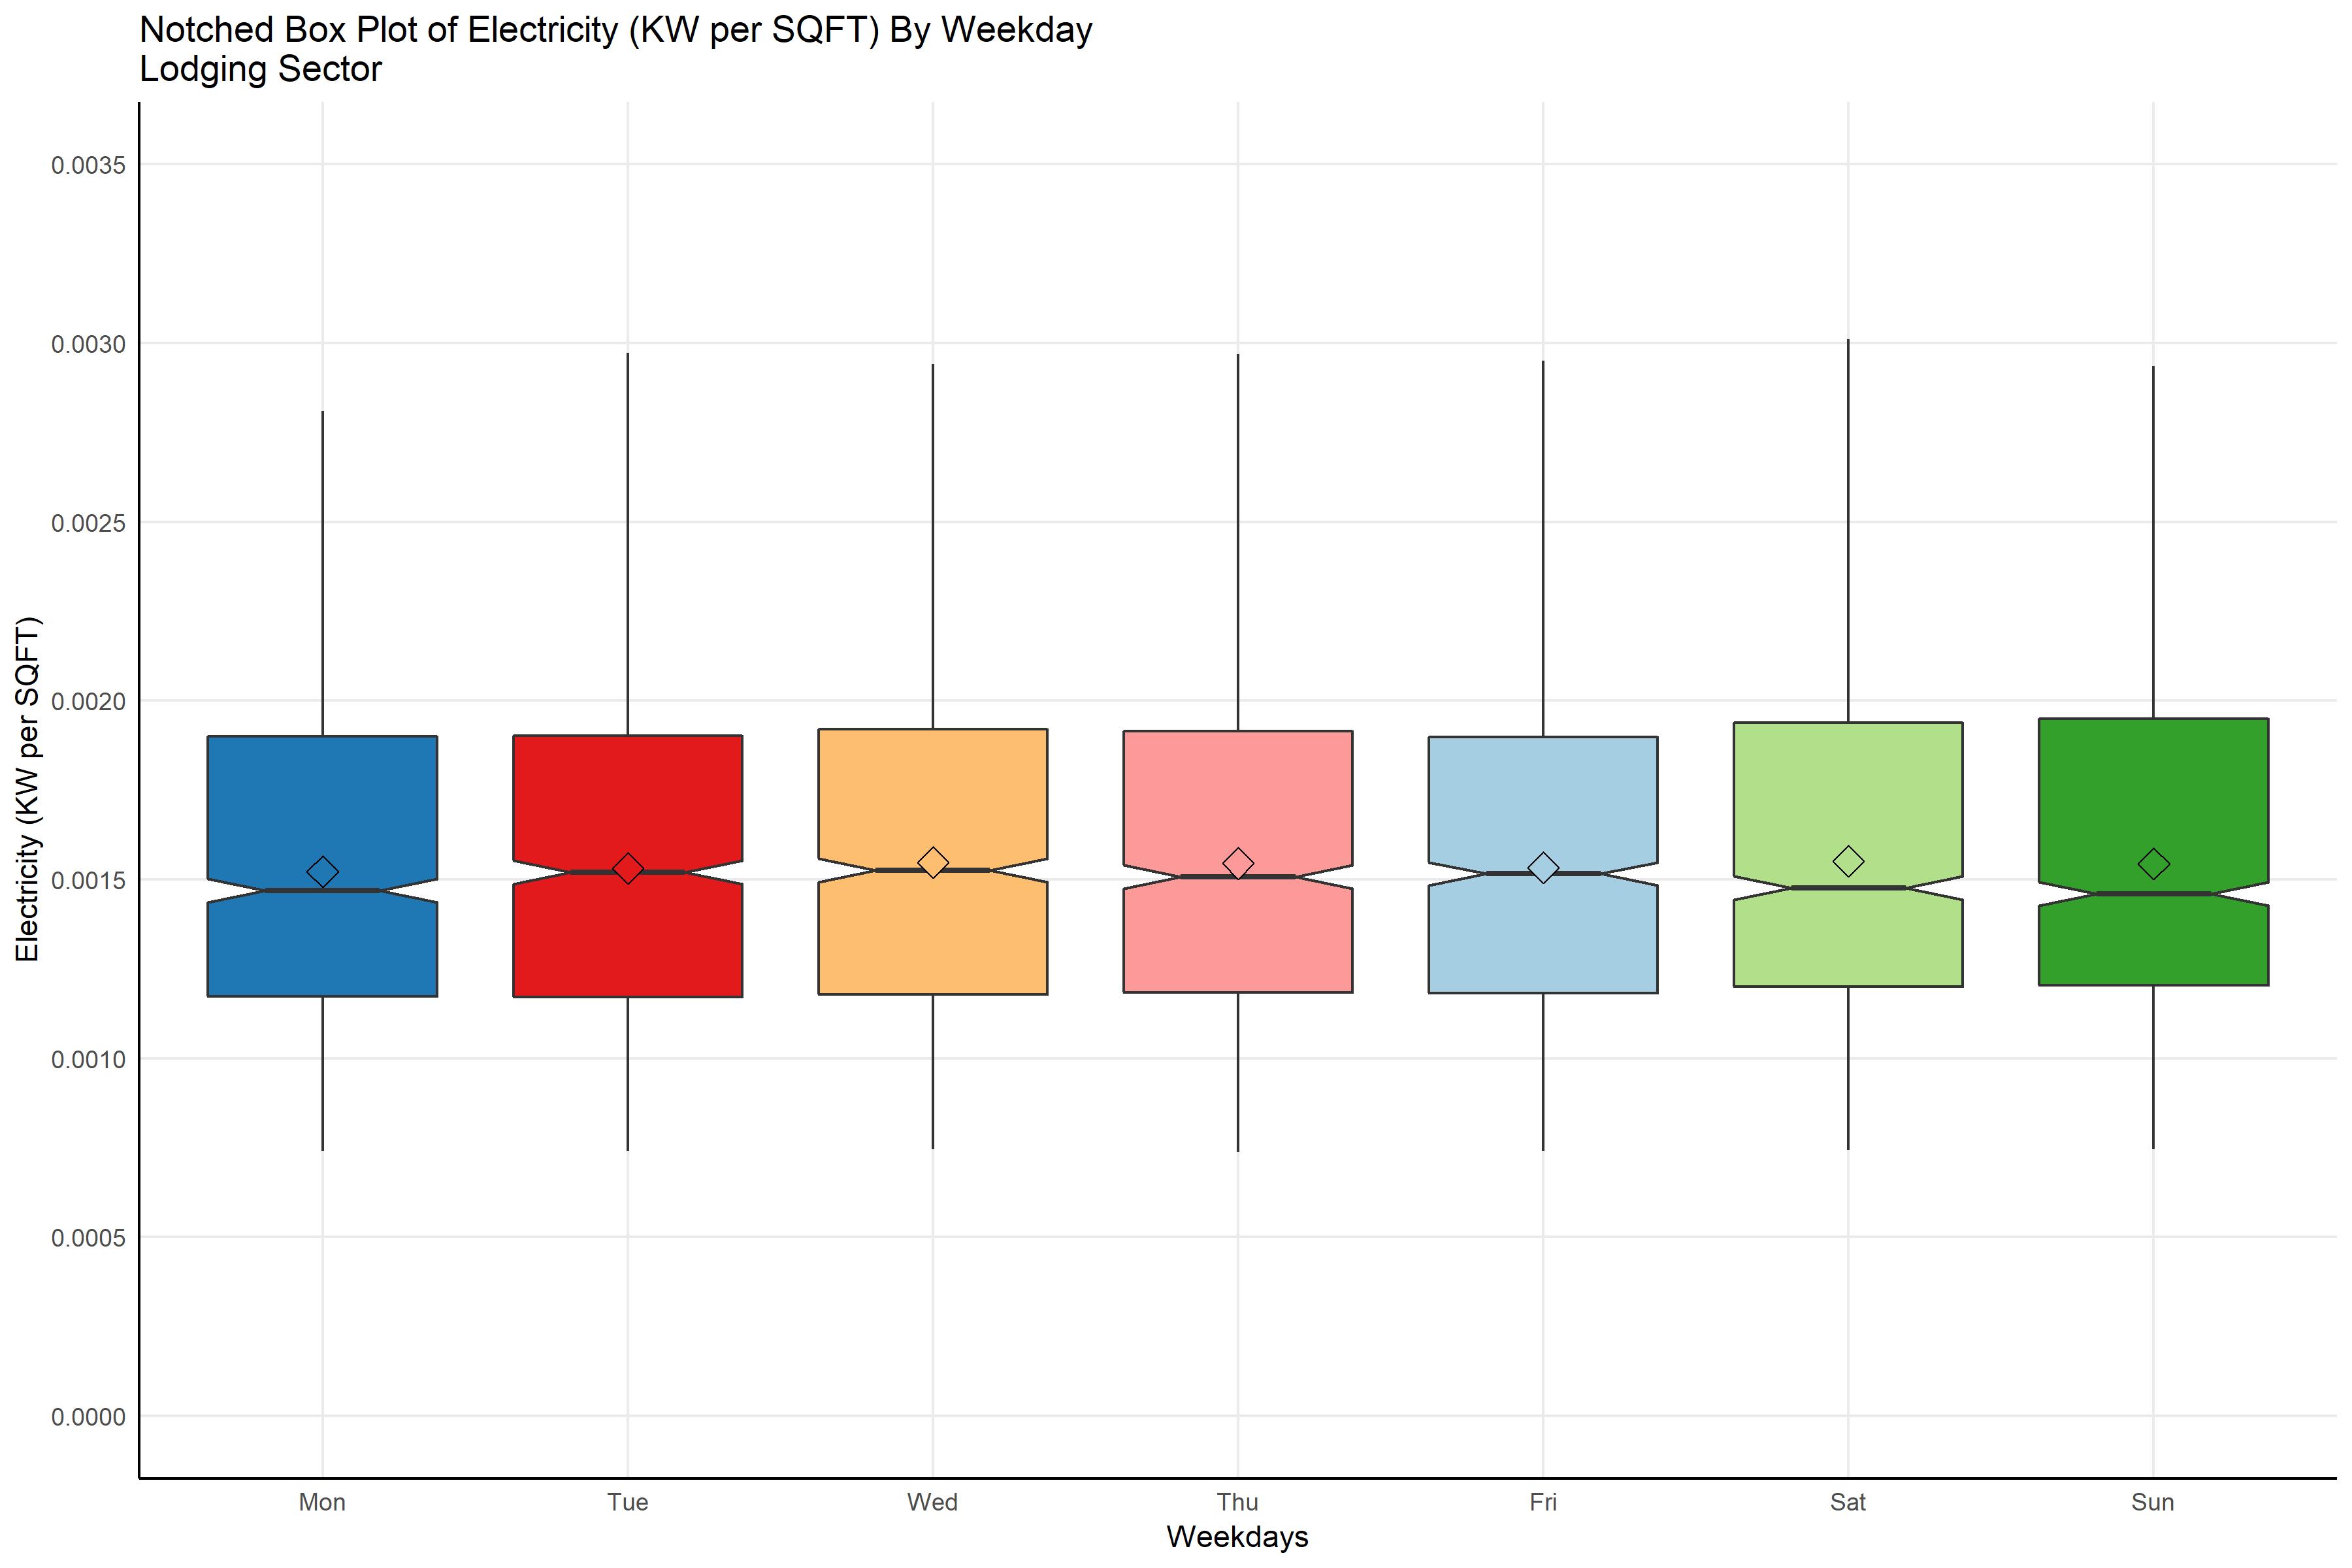 Notched Box Plot of Electricity (KW per SQFT) By Weekday
Lodging Sector
Electricity (KW per SQFT)
0.0035
0.0030
0.0025
0.0020
0.0015
0.0010
0.0005
0.0000
Mon Tue Wed Thu Fri Sat Sun
Weekdays